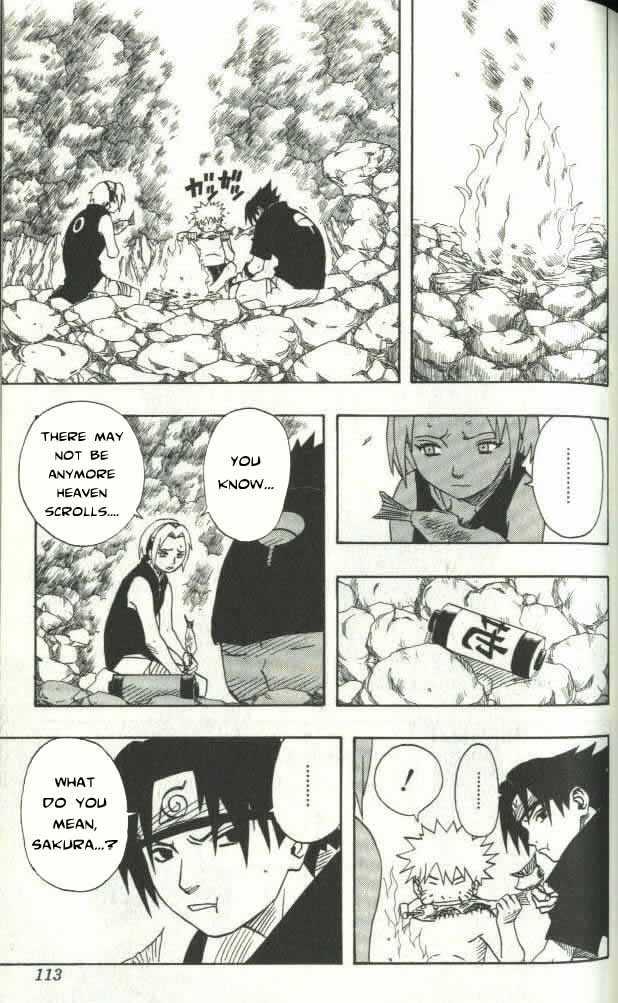 ガツガツ
.........
地
YOU
KNOW...
THERE MAY
NOT BE
ANYMORE
HEAVEN
SCROLLS....
.........
!
.........
WHAT
DO YOU
MEAN,
SAKURA...?
113